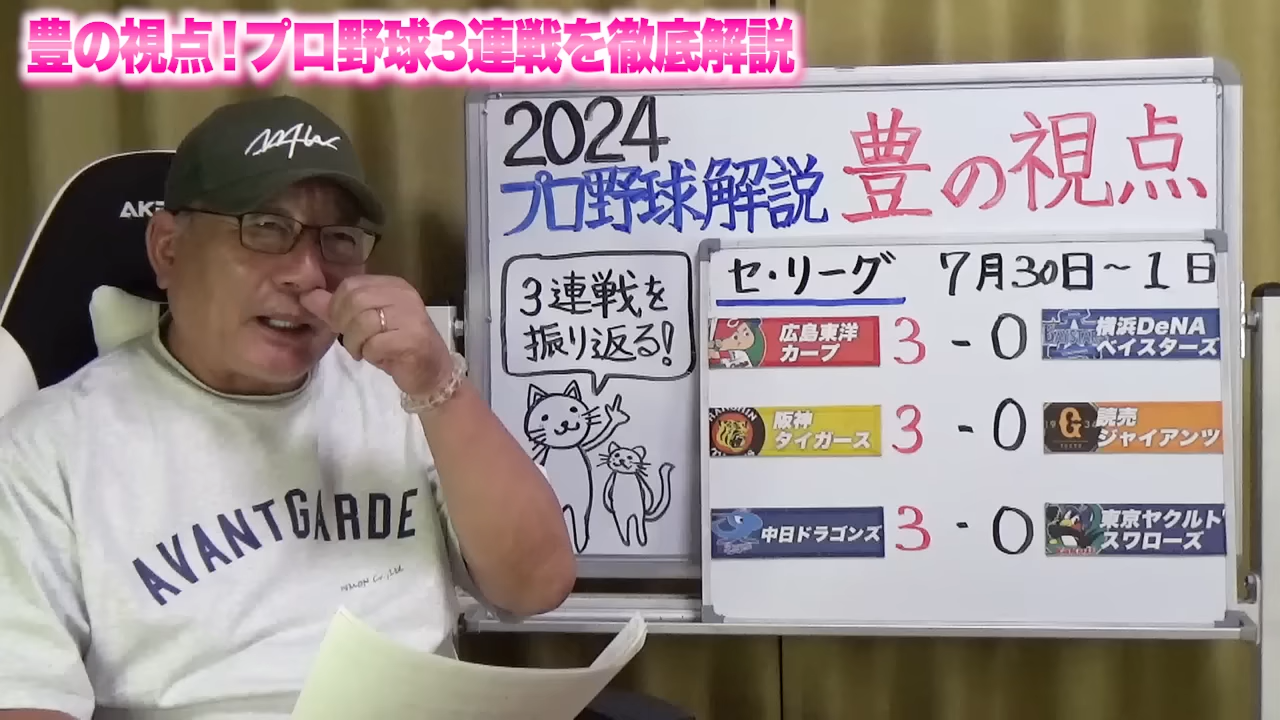 豊の視点！プロ野球3連戦を徹底解説
2024
プロ野球解説 豊の視点
3連戦を
振り返る!
セ・リーグ 7月30日~1日
広島東洋
カープ
3 - 0
横浜DeNA
ベイスターズ
阪神
タイガース
3 - 0
G
読売
ジャイアンツ
中日ドラゴンズ
3 - 0
東京ヤクルト
スワローズ
AVANTGARDE